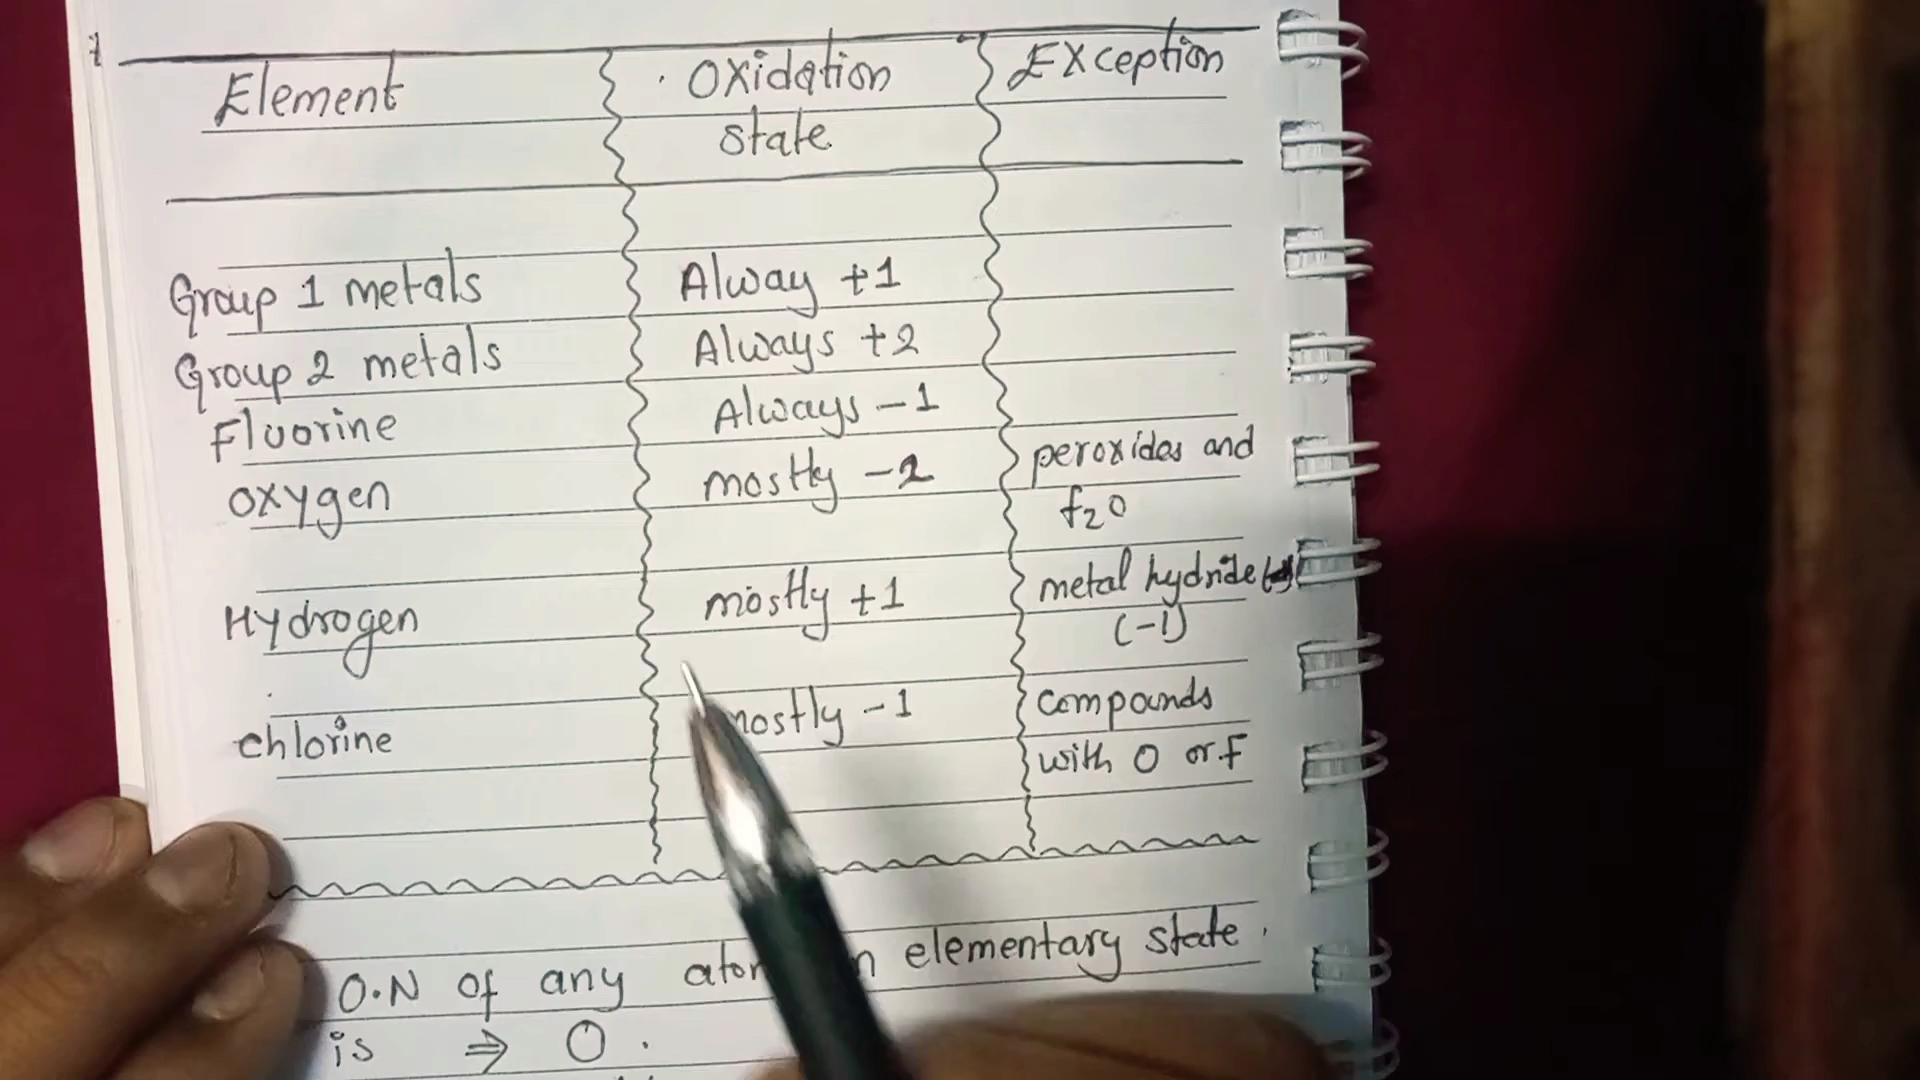 Element Oxidation Exception
state
Group 1 metals Alway +1
Group 2 metals Always +2
Fluorine Always -1
oxygen mostly -2 peroxides and
f₂o
Hydrogen mostly +1 metal hydride
(-1)
chlorine mostly -1 compounds
with O or F
O.N of any elementary state.
is ⇒ O.